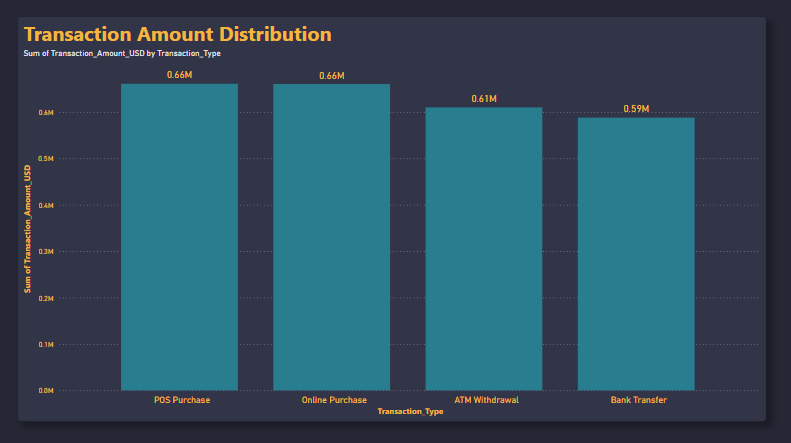 Transaction Amount Distribution
Sum of Transaction_Amount_USD by Transaction_Type
0.66M
0.66M
0.61M
0.59M
0.6M
0.5M
0.4M
0.3M
0.2M
0.1M
0.0M
Sum of Transaction_Amount_USD
POS Purchase
Online Purchase
ATM Withdrawal
Bank Transfer
Transaction_Type